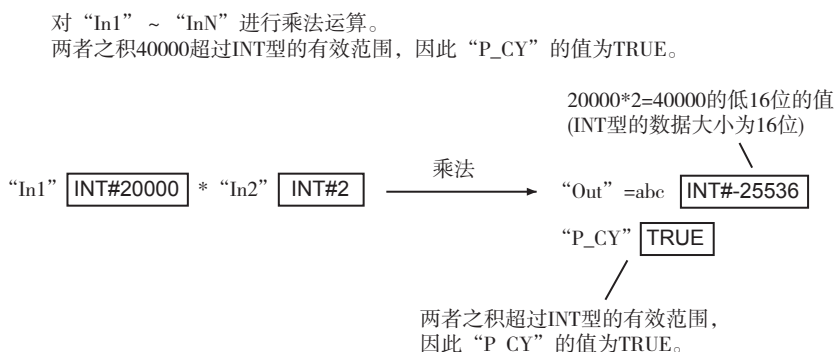 对“In1”~“InN”进行乘法运算。
两者之积40000超过INT型的有效范围，因此“P_CY”的值为TRUE。
20000*2=40000的低16位的值
(INT型的数据大小为16位)
“In1” INT#20000 * “In2” INT#2 乘法 “Out”=abc INT#-25536
“P_CY” TRUE
两者之积超过INT型的有效范围，
因此“P_CY”的值为TRUE。